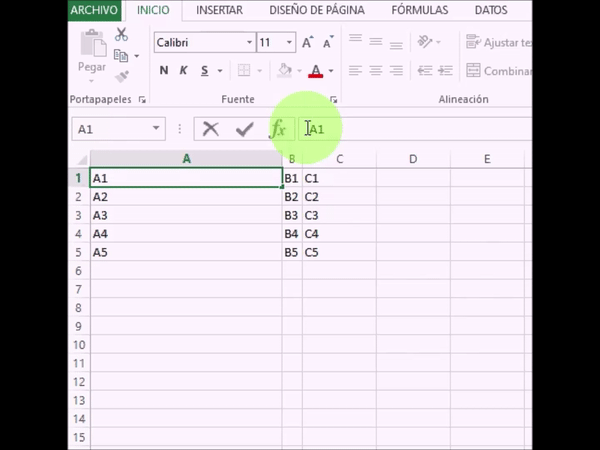 ARCHIVO INICIO INSERTAR DISEÑO DE PÁGINA FÓRMULAS DATOS
Calibri 11 A A Ajustar tex
Pegar N K S A Combinar
Portapapeles Fuente Alineación
A1 fx A1
A B C D E
1 A1 B1 C1
2 A2 B2 C2
3 A3 B3 C3
4 A4 B4 C4
5 A5 B5 C5
6
7
8
9
10
11
12
13
14
15